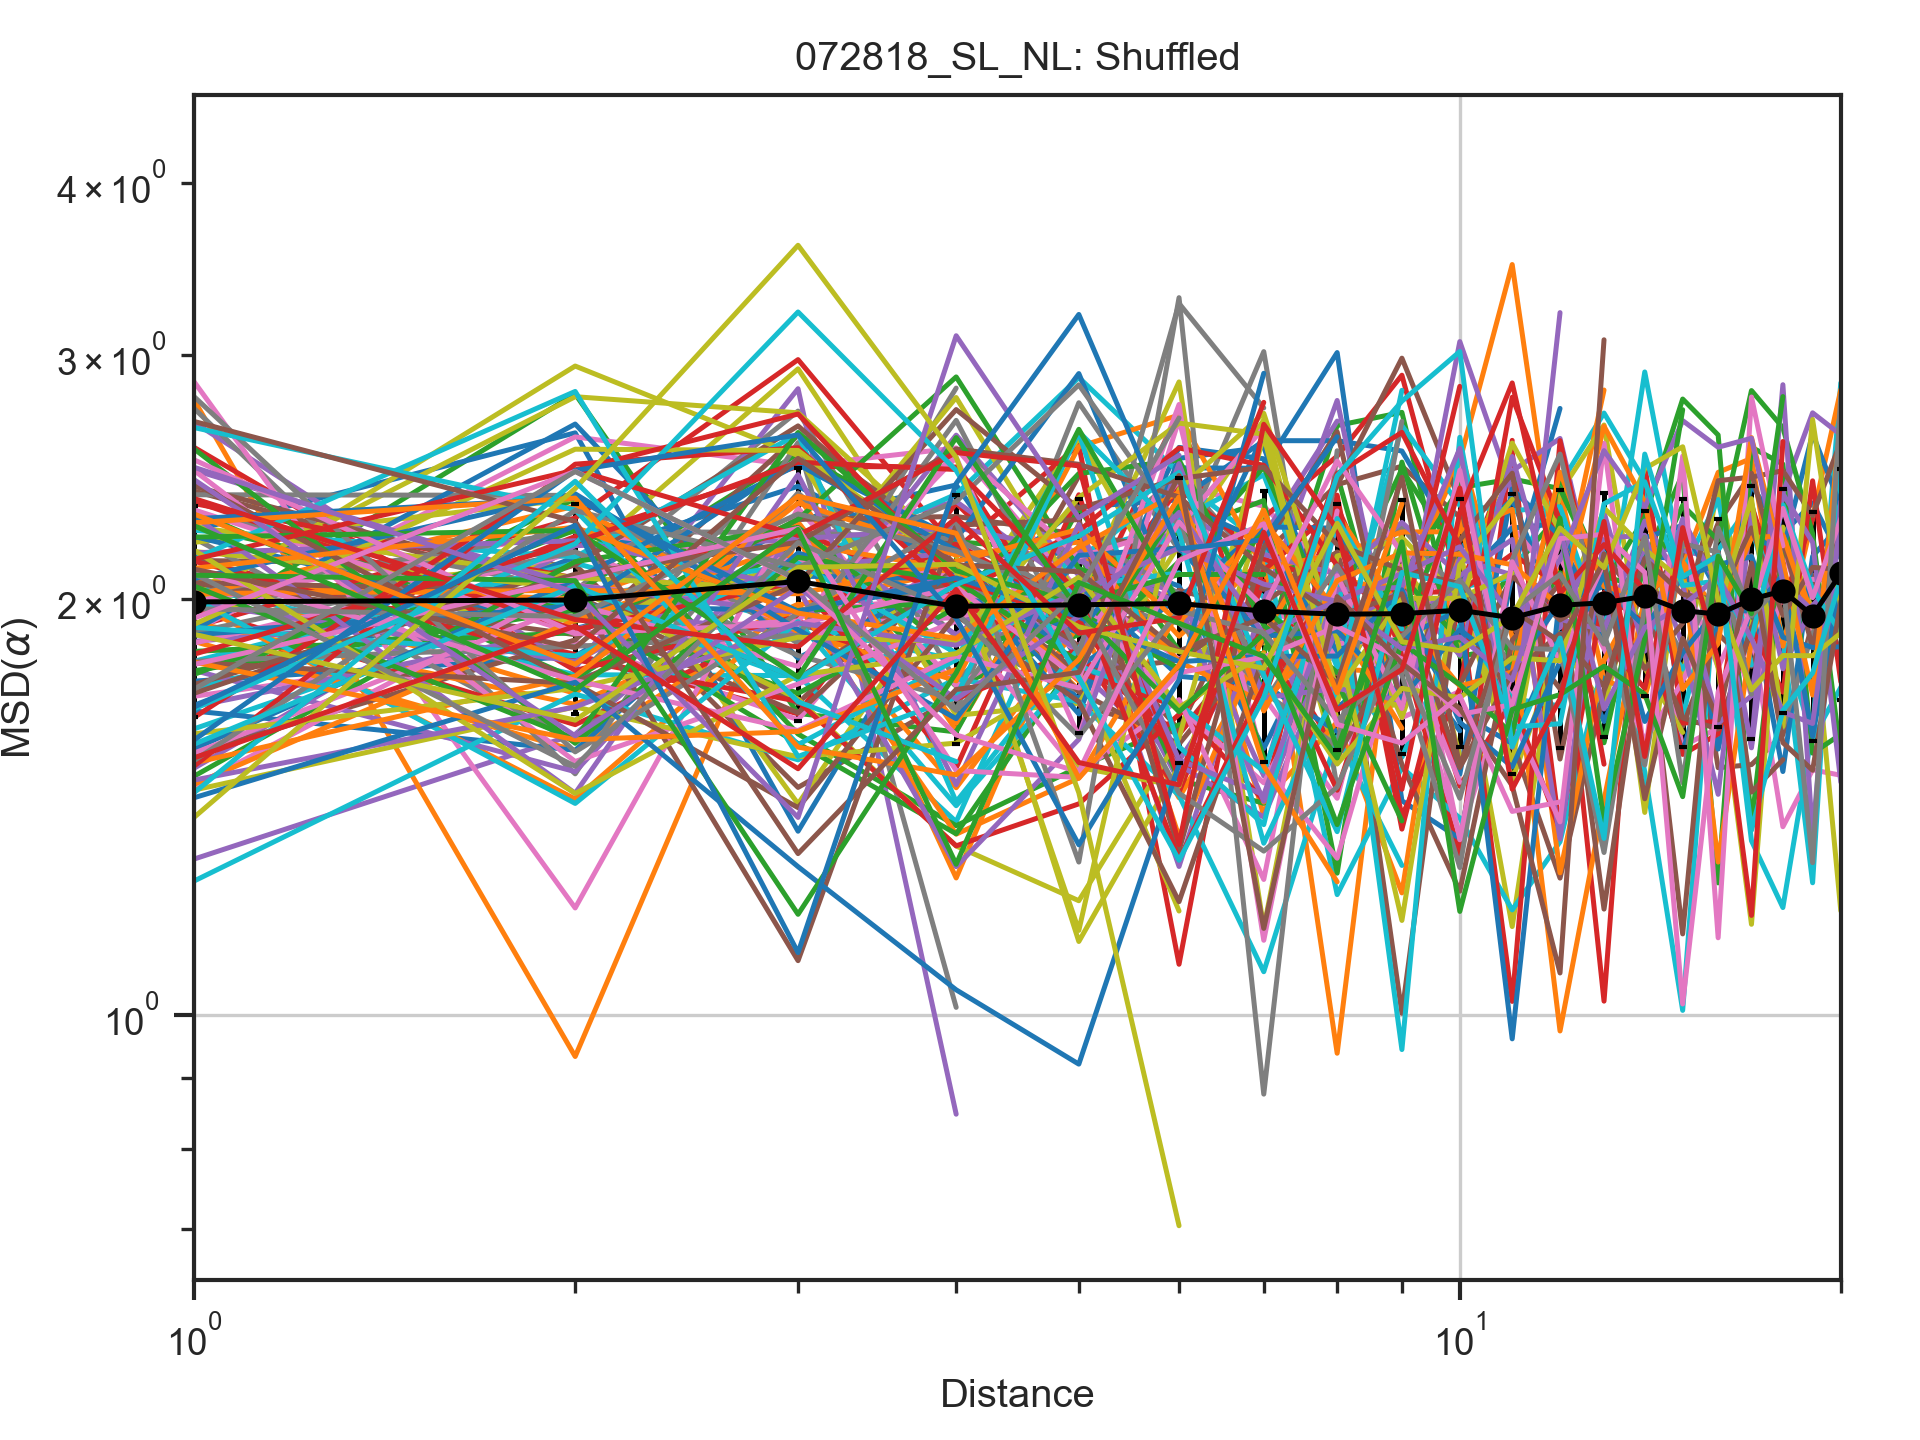 072818_SL_NL: Shuffled
4 × 10⁰
3 × 10⁰
2 × 10⁰
10⁰
MSD(α)
10⁰
10¹
Distance